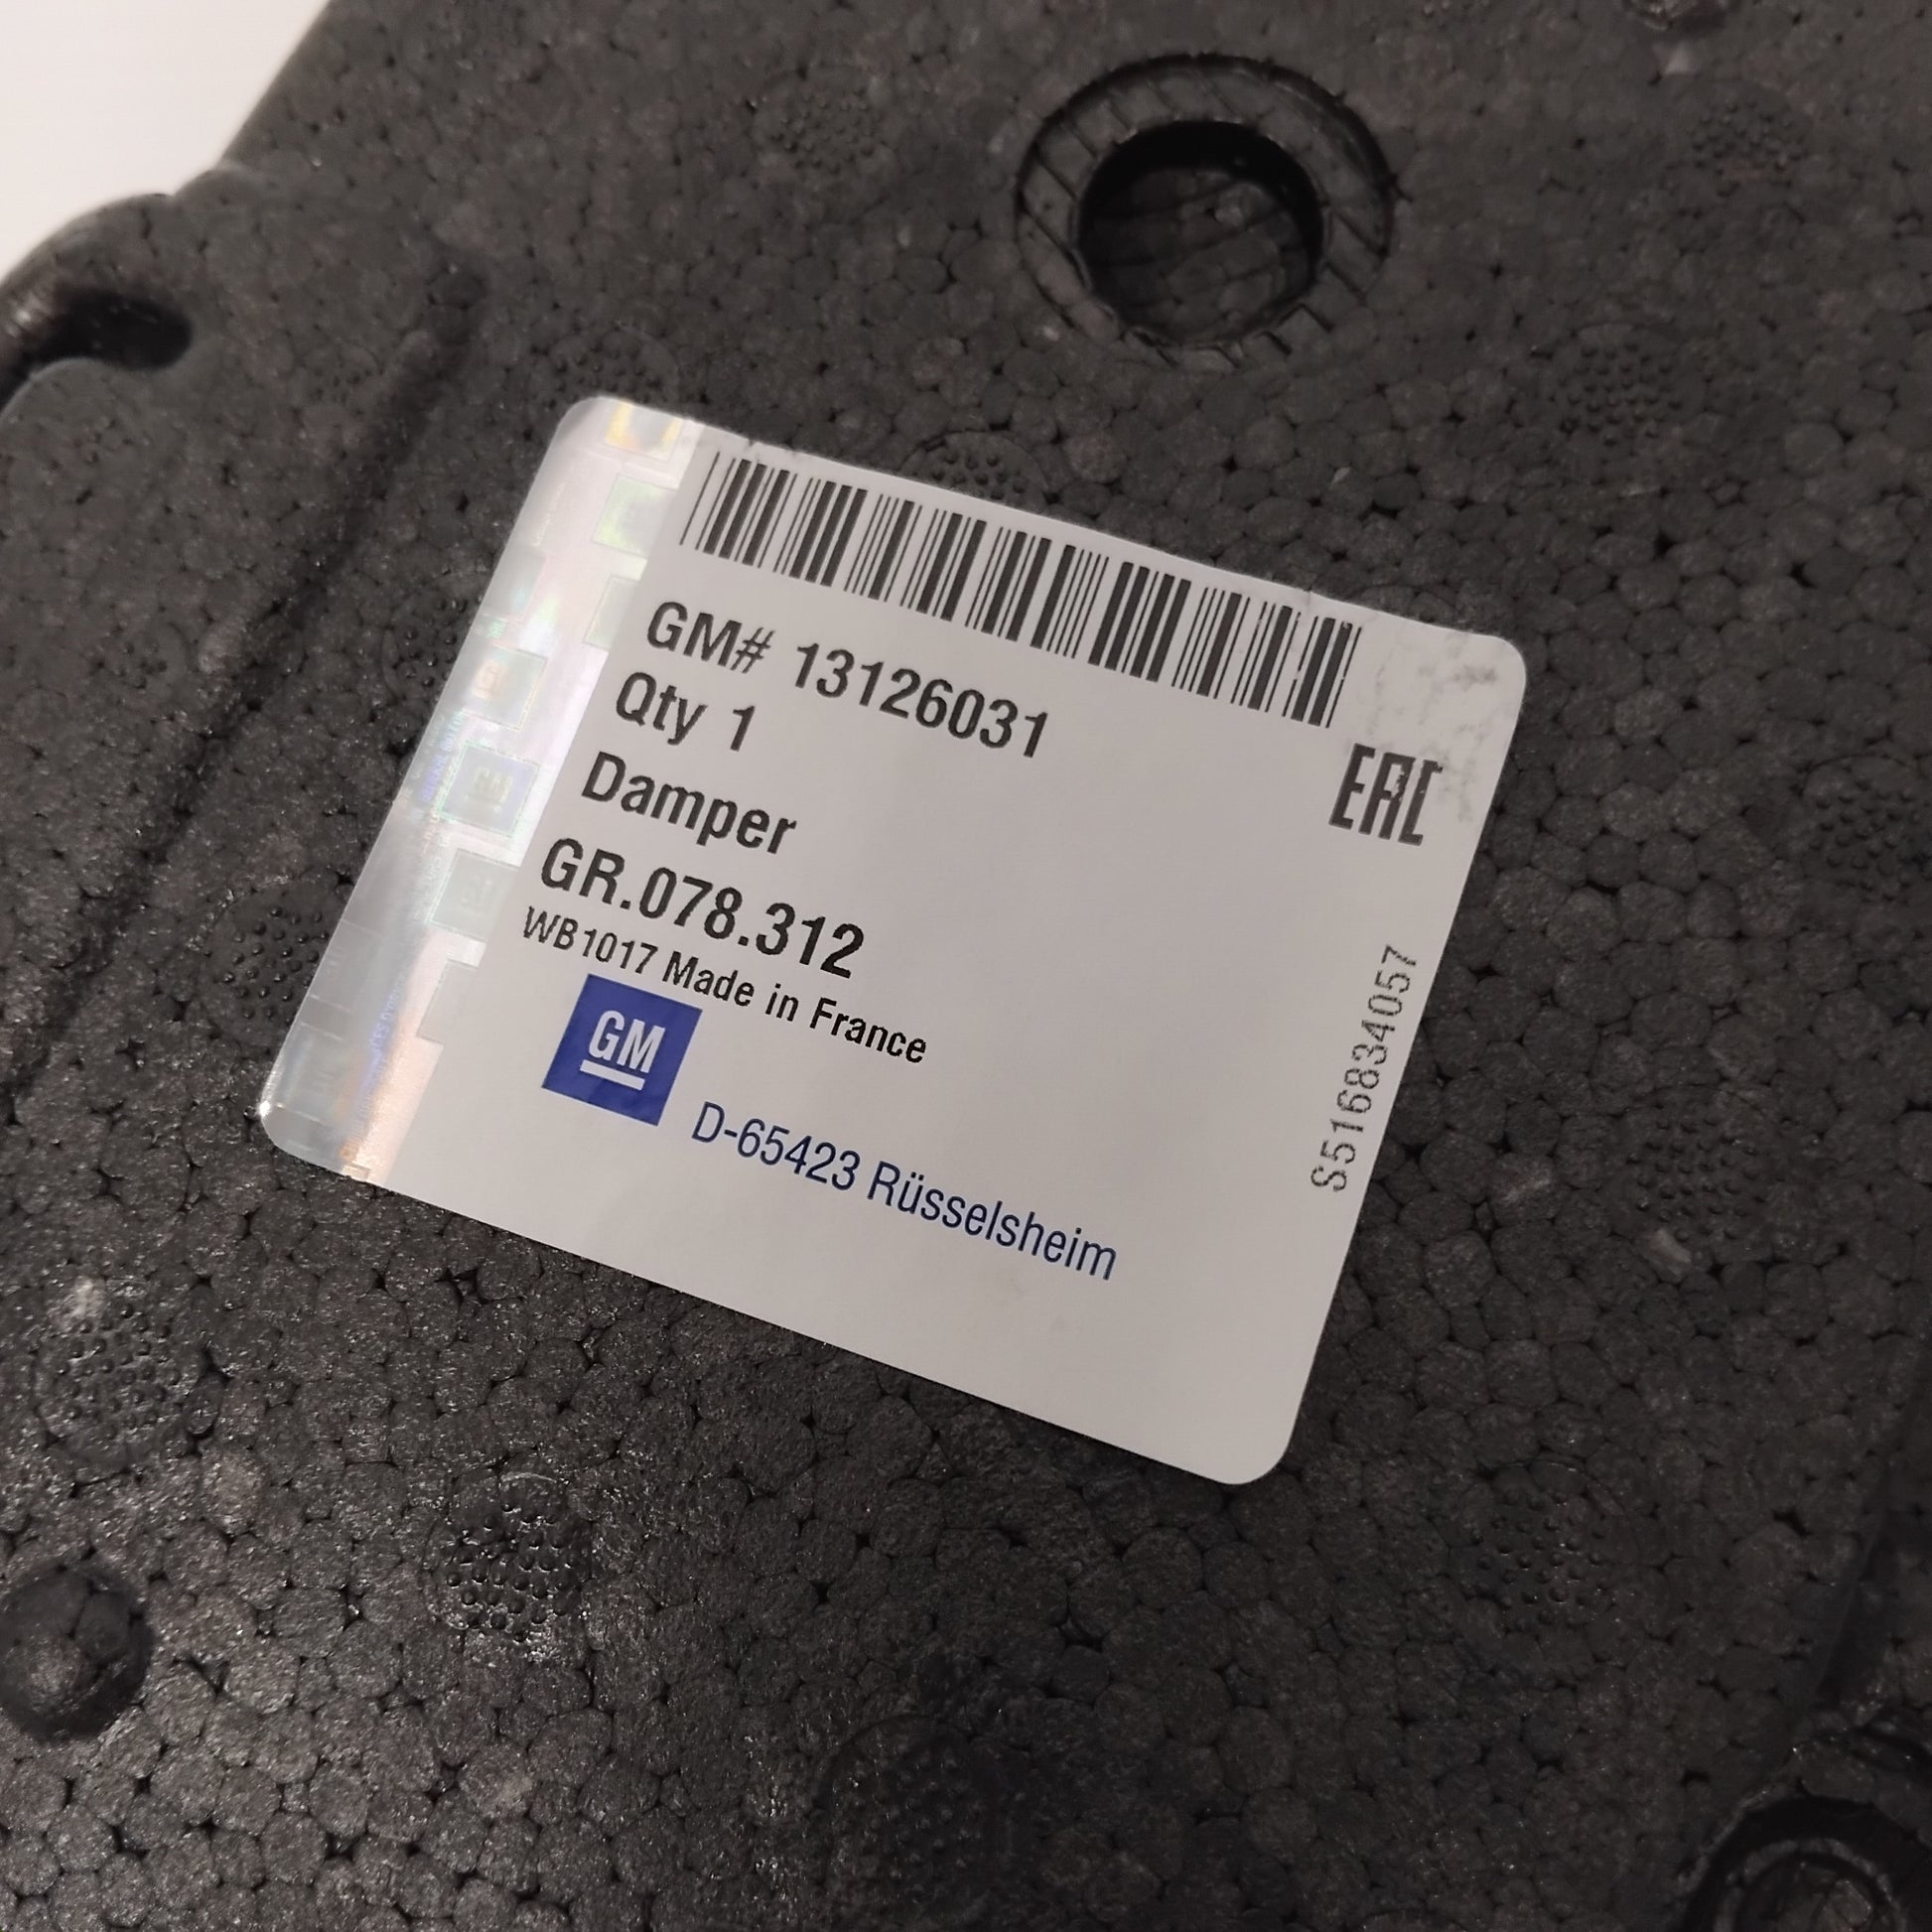 GM# 13126031
Qty 1
Damper
EAC
GR.078.312
WB1017 Made in France
GM
D-65423 Rüsselsheim
S516834057